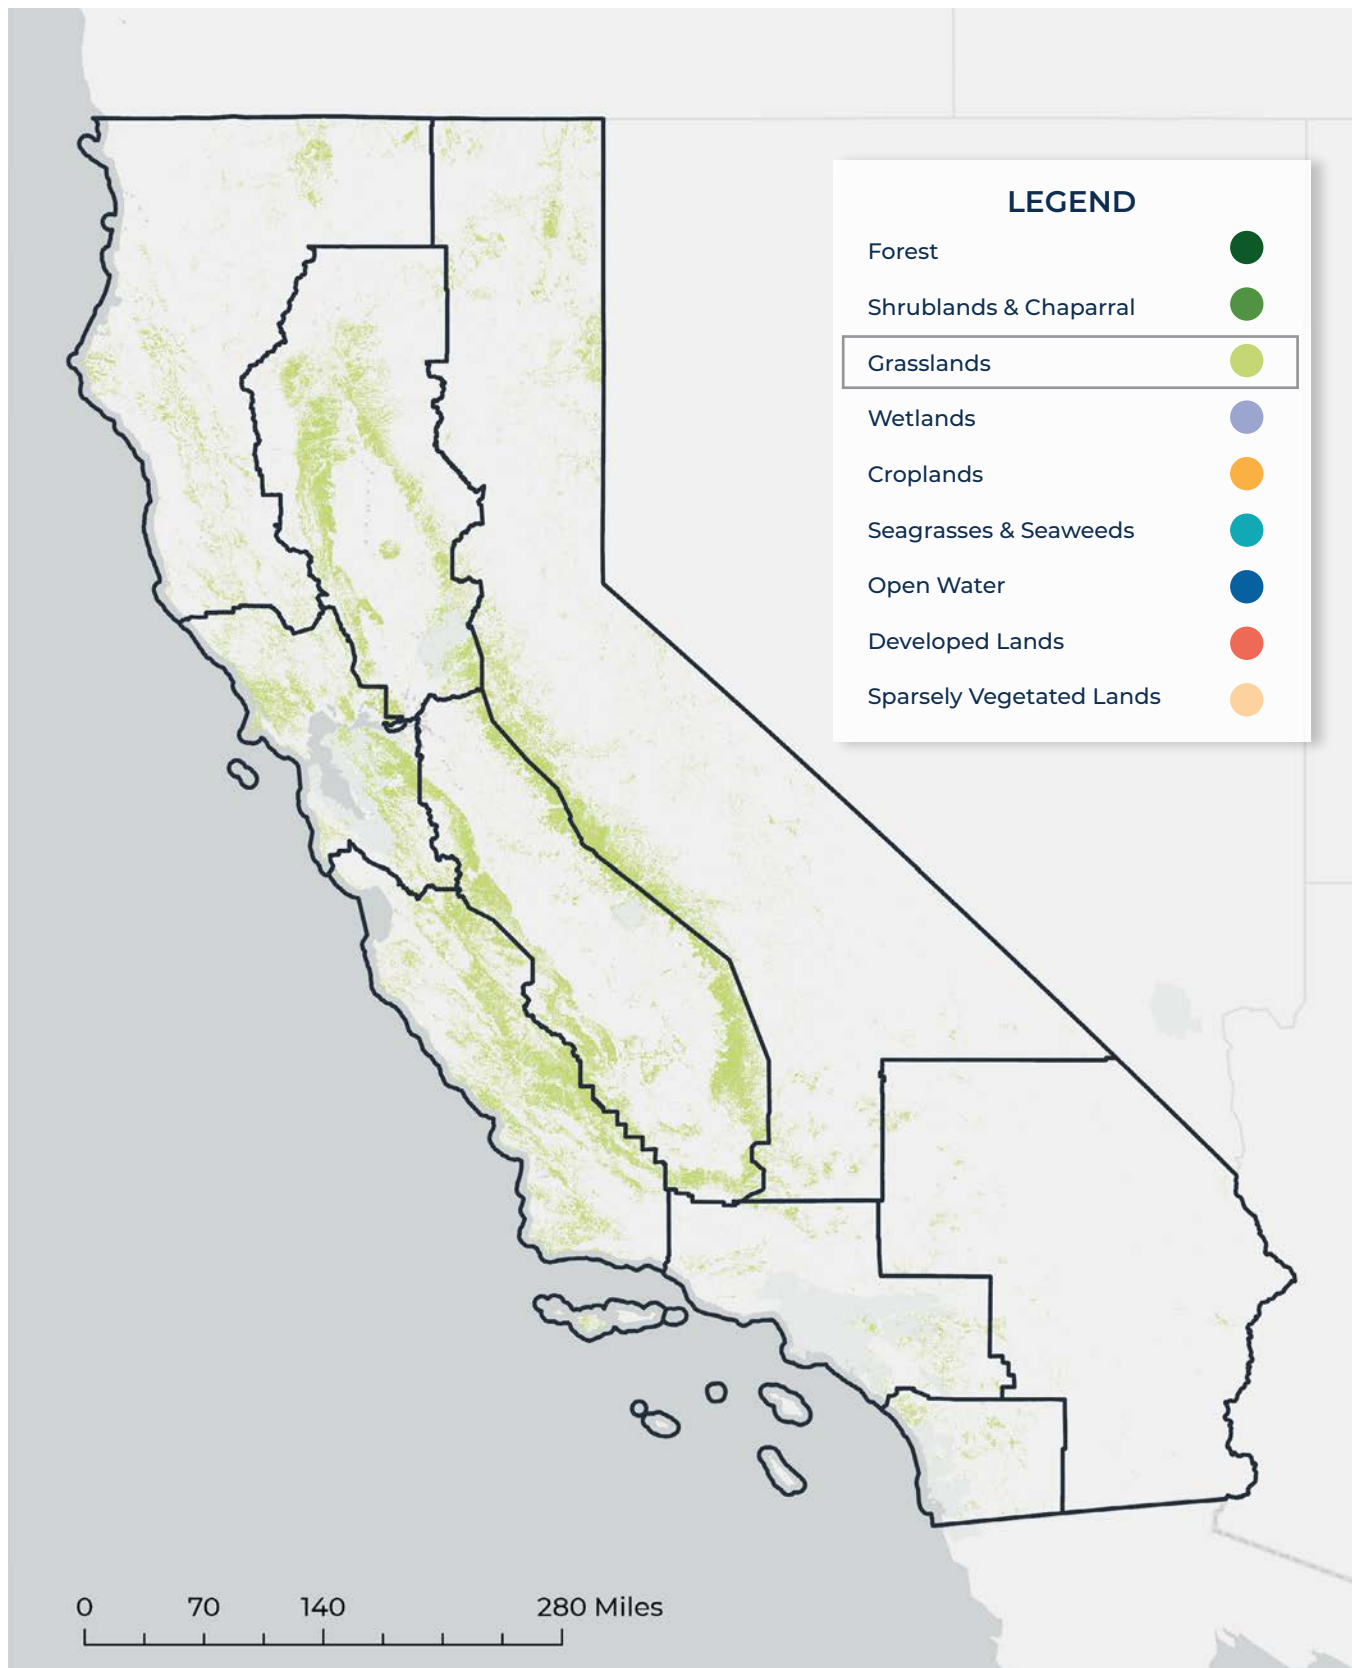 LEGEND
Forest
Shrublands & Chaparral
Grasslands
Wetlands
Croplands
Seagrasses & Seaweeds
Open Water
Developed Lands
Sparsely Vegetated Lands
0 70 140 280 Miles